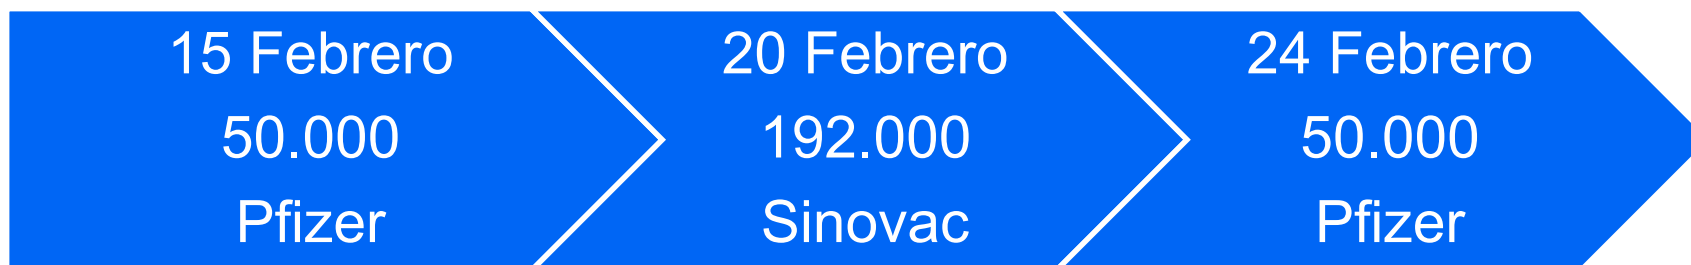 15 Febrero
50.000
Pfizer
20 Febrero
192.000
Sinovac
24 Febrero
50.000
Pfizer